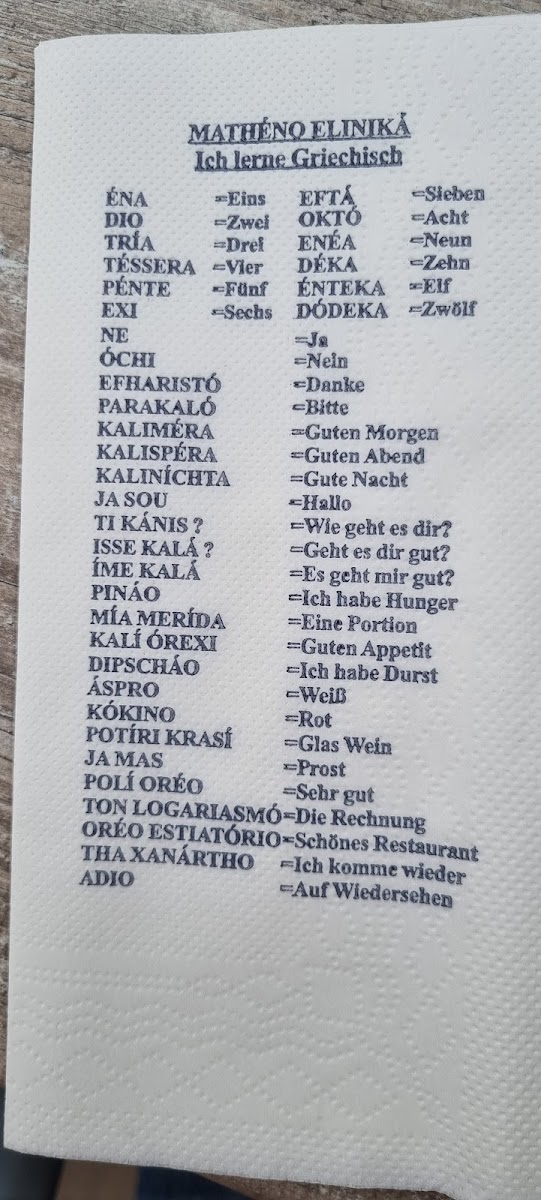 MATHÉNO ELINIKÁ
Ich lerne Griechisch
ÉNA =Eins EFTÁ =Sieben
DIO =Zwei OKTÓ =Acht
TRÍA =Drei ENÉA =Neun
TÉSSERA =Vier DÉKA =Zehn
PÉNTE =Fünf ÉNTEKA =Elf
EXI =Sechs DÓDEKA =Zwölf
NE =Ja
ÓCHI =Nein
EFHARISTÓ =Danke
PARAKALÓ =Bitte
KALIMÉRA =Guten Morgen
KALISPÉRA =Guten Abend
KALINÍCHTA =Gute Nacht
JA SOU =Hallo
TI KÁNIS ? =Wie geht es dir?
ISSE KALÁ ? =Geht es dir gut?
ÍME KALÁ =Es geht mir gut?
PINÁO =Ich habe Hunger
MÍA MERÍDA =Eine Portion
KALÍ ÓREXI =Guten Appetit
DIPSCHÁO =Ich habe Durst
ÁSPRO =Weiß
KÓKINO =Rot
POTÍRI KRASÍ =Glas Wein
JA MAS =Prost
POLÍ ORÉO =Sehr gut
TON LOGARIASMÓ=Die Rechnung
ORÉO ESTIATÓRIO=Schönes Restaurant
THA XANÁRTHO =Ich komme wieder
ADIO =Auf Wiedersehen